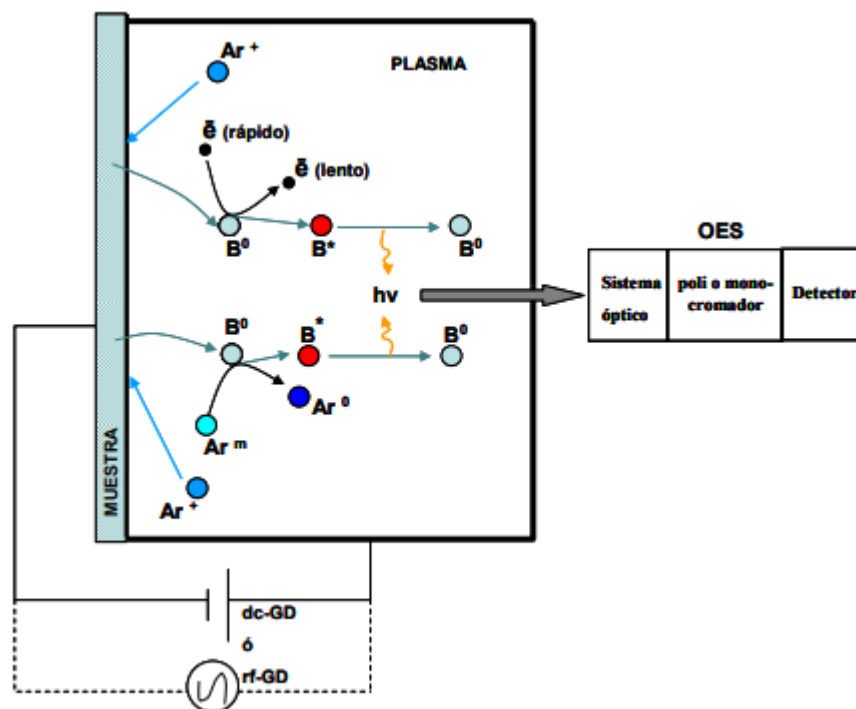 Ar +
PLASMA
ē (rápido)
ē (lento)
B0
B*
B0
OES
Sistema óptico
poli o mono-cromador
Detector
hv
B0
B*
B0
Ar 0
Ar m
Ar +
MUESTRA
dc-GD
ó
rf-GD